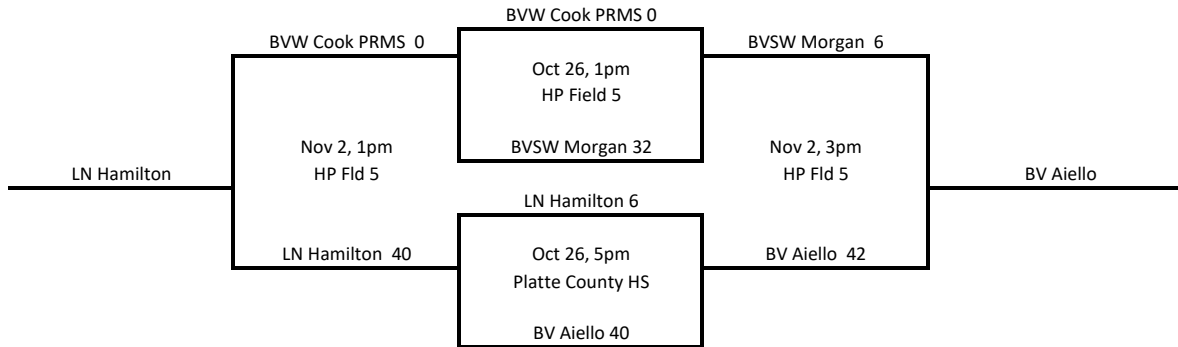 BVW Cook PRMS 0
BVW Cook PRMS 0
BVSW Morgan 6
Oct 26, 1pm
HP Field 5
Nov 2, 1pm
HP Fld 5
BVSW Morgan 32
Nov 2, 3pm
HP Fld 5
LN Hamilton
BV Aiello
LN Hamilton 6
LN Hamilton 40
Oct 26, 5pm
Platte County HS
BV Aiello 42
BV Aiello 40